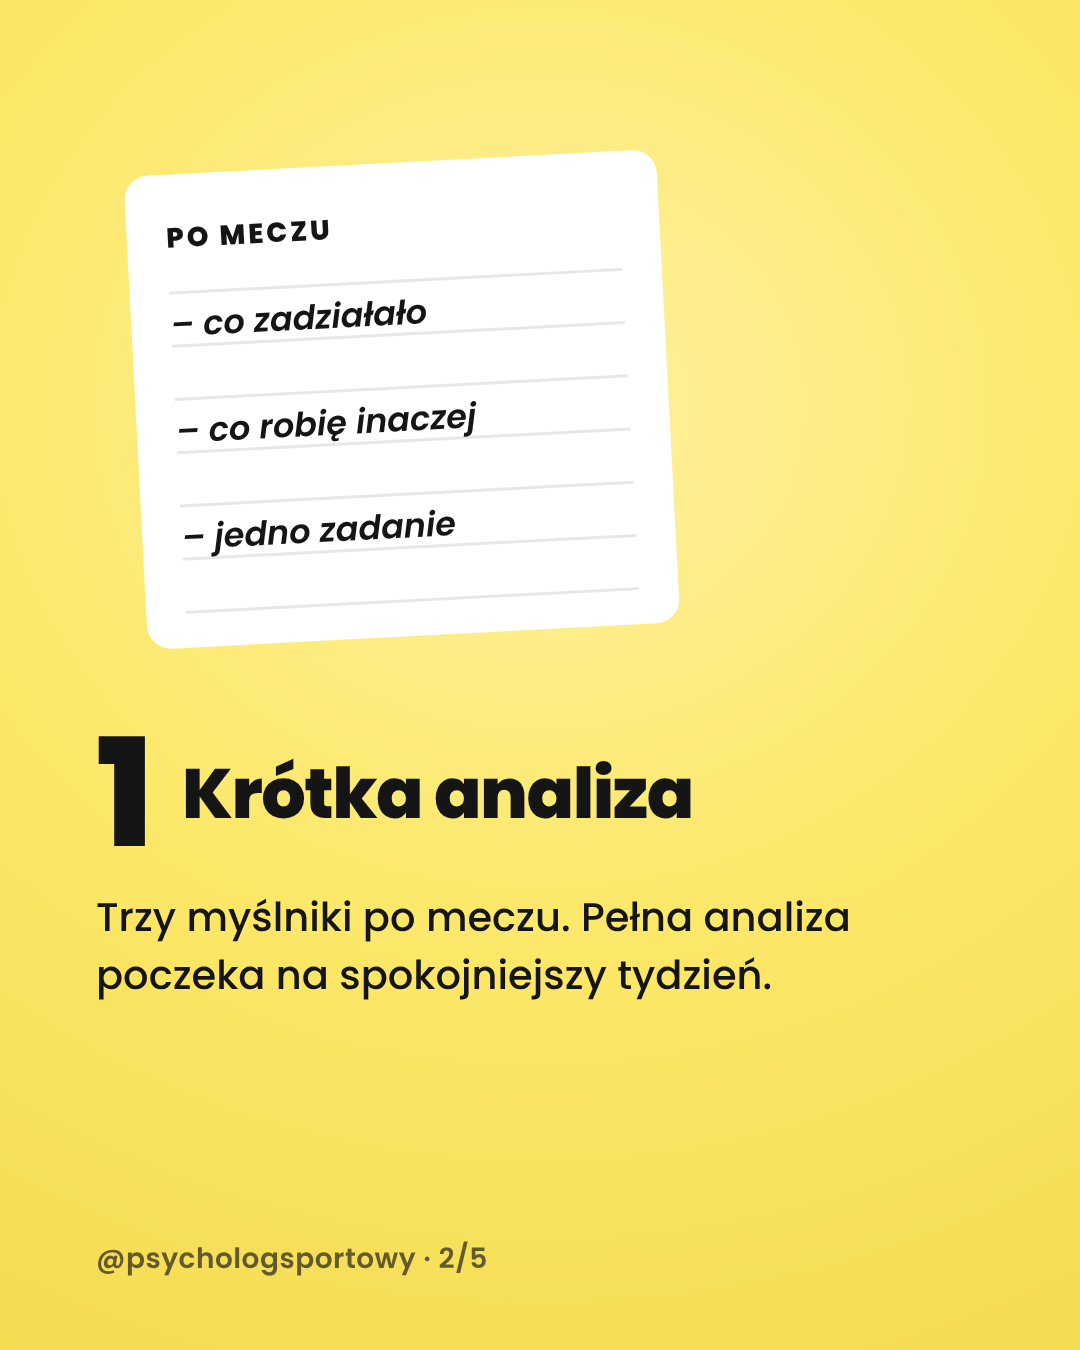 PO MECZU
– co zadziałało
– co robię inaczej
– jedno zadanie
1 Krótka analiza
Trzy myślniki po meczu. Pełna analiza
poczeka na spokojniejszy tydzień.
@psychologsportowy · 2/5